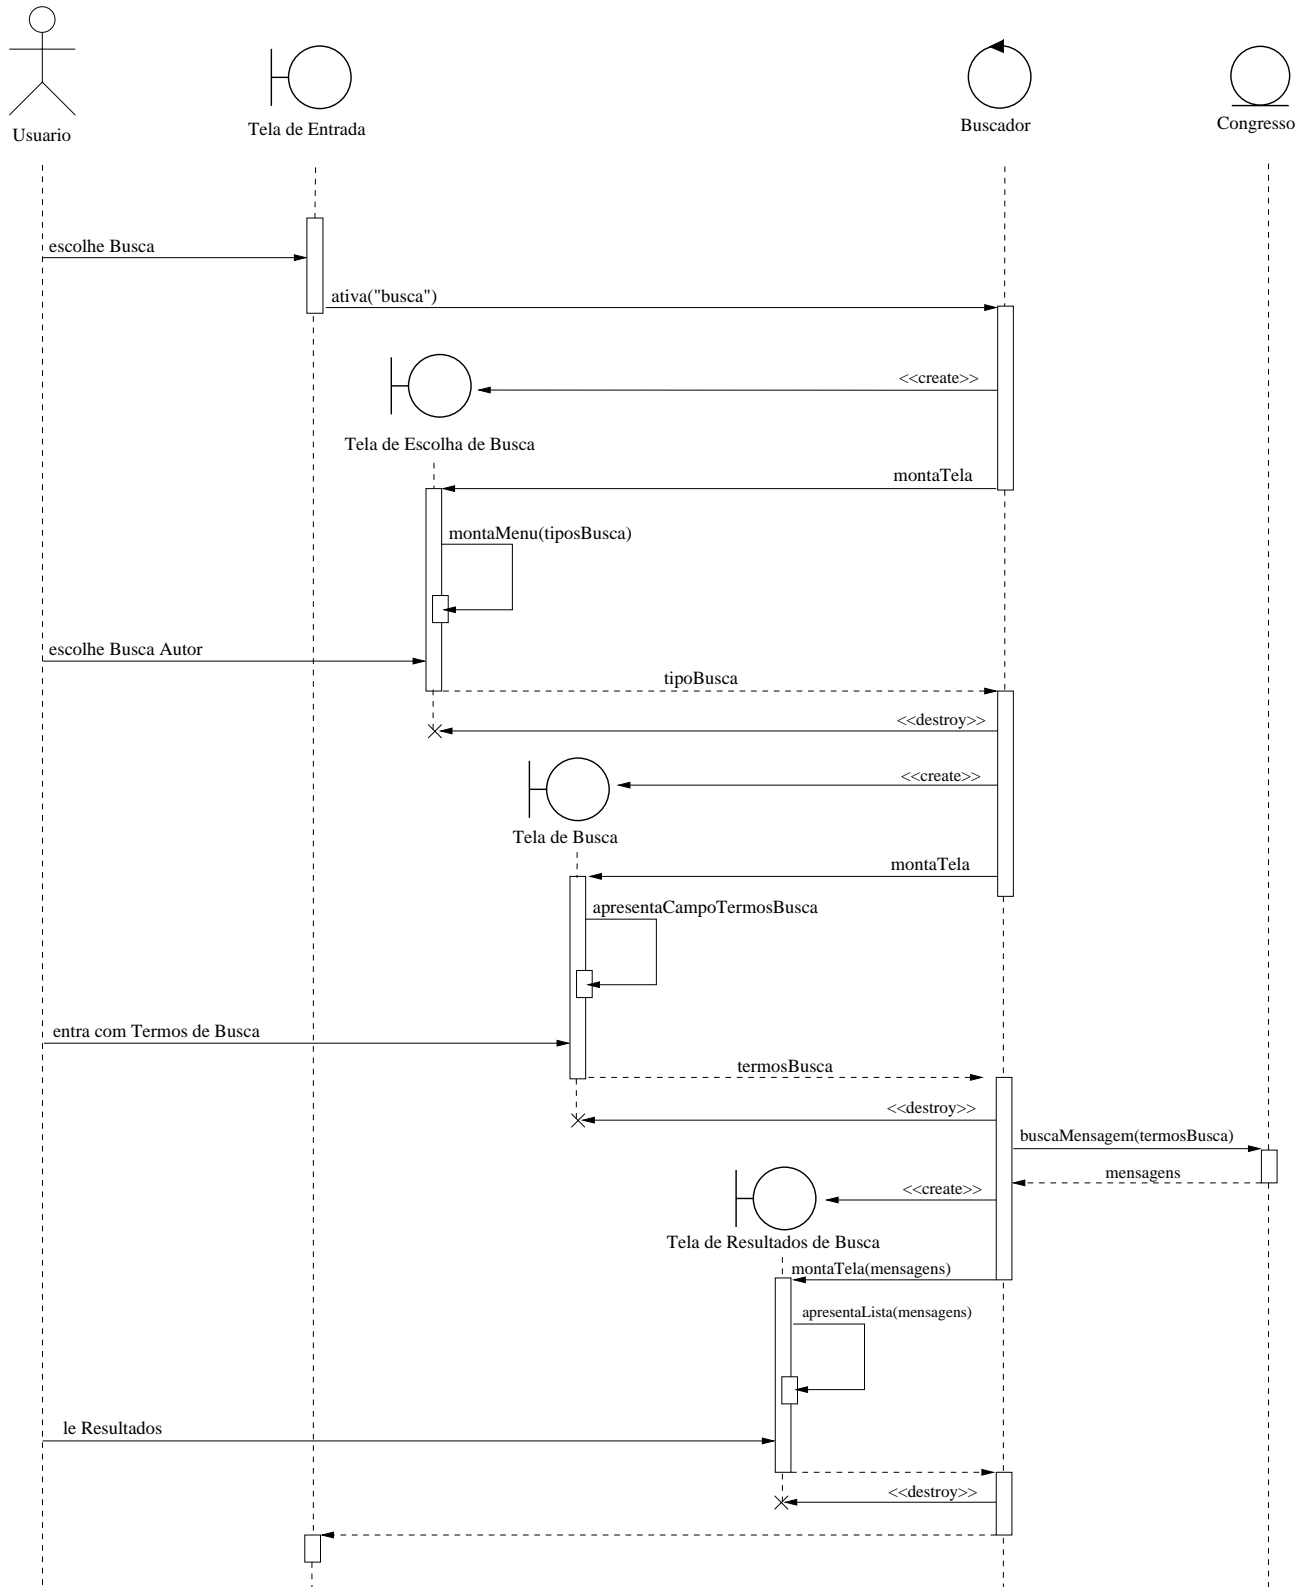 Usuario
Tela de Entrada
Buscador
Congresso
escolhe Busca
ativa("busca")
<<create>>
Tela de Escolha de Busca
montaTela
montaMenu(tiposBusca)
escolhe Busca Autor
tipoBusca
<<destroy>>
<<create>>
Tela de Busca
montaTela
apresentaCampoTermosBusca
entra com Termos de Busca
termosBusca
<<destroy>>
buscaMensagem(termosBusca)
mensagens
<<create>>
Tela de Resultados de Busca
montaTela(mensagens)
apresentaLista(mensagens)
le Resultados
<<destroy>>